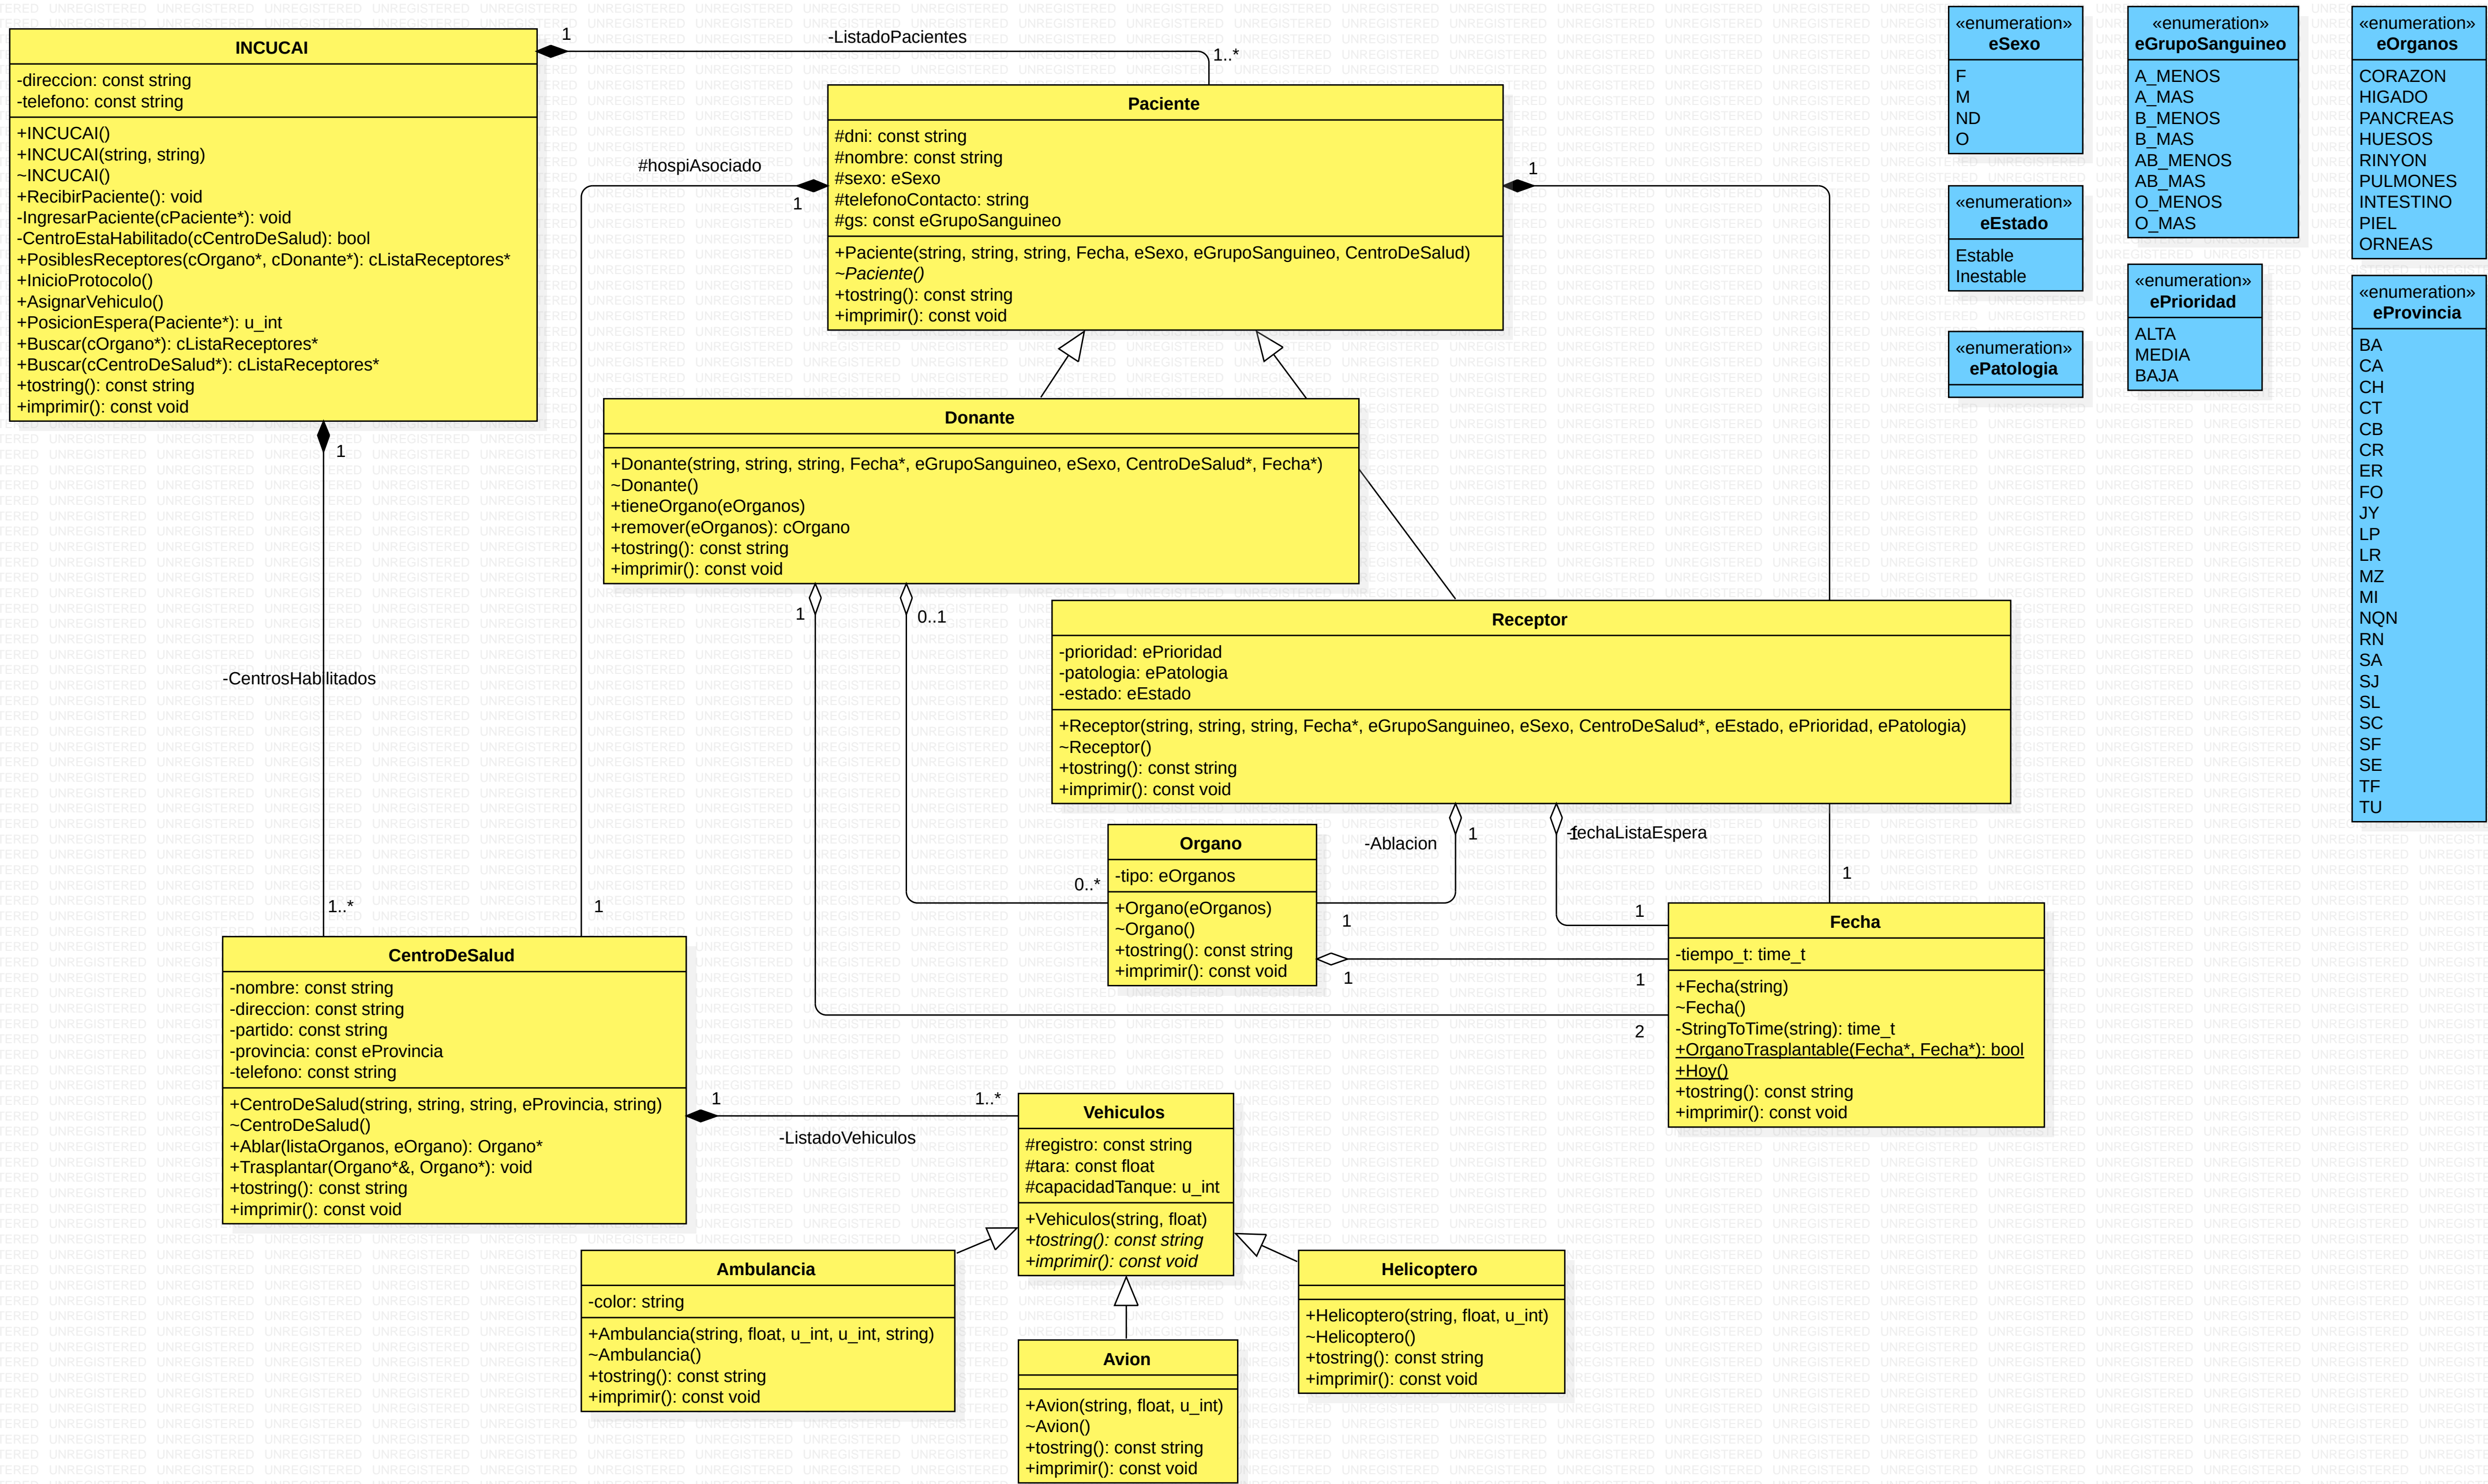 INCUCAI
-direccion: const string
-telefono: const string
+INCUCAI()
+INCUCAI(string, string)
~INCUCAI()
+RecibirPaciente(): void
-IngresarPaciente(cPaciente*): void
-CentroEstaHabilitado(cCentroDeSalud): bool
+PosiblesReceptores(cOrgano*, cDonante*): cListaReceptores*
+InicioProtocolo()
+AsignarVehiculo()
+PosicionEspera(Paciente*): u_int
+Buscar(cOrgano*): cListaReceptores*
+Buscar(cCentroDeSalud*): cListaReceptores*
+tostring(): const string
+imprimir(): const void
1
-ListadoPacientes
1..*
Paciente
#dni: const string
#nombre: const string
#sexo: eSexo
#telefonoContacto: string
#gs: const eGrupoSanguineo
+Paciente(string, string, string, Fecha, eSexo, eGrupoSanguineo, CentroDeSalud)
~Paciente()
+tostring(): const string
+imprimir(): const void
#hospiAsociado
1
1
«enumeration»
eSexo
F
M
ND
O
«enumeration»
eGrupoSanguineo
A_MENOS
A_MAS
B_MENOS
B_MAS
AB_MENOS
AB_MAS
O_MENOS
O_MAS
«enumeration»
eOrganos
CORAZON
HIGADO
PANCREAS
HUESOS
RINYON
PULMONES
INTESTINO
PIEL
ORNEAS
«enumeration»
eEstado
Estable
Inestable
«enumeration»
ePrioridad
ALTA
MEDIA
BAJA
«enumeration»
ePatologia
«enumeration»
eProvincia
BA
CA
CH
CT
CB
CR
ER
FO
JY
LP
LR
MZ
MI
NQN
RN
SA
SJ
SL
SC
SF
SE
TF
TU
Donante
+Donante(string, string, string, Fecha*, eGrupoSanguineo, eSexo, CentroDeSalud*, Fecha*)
~Donante()
+tieneOrgano(eOrganos)
+remover(eOrganos): cOrgano
+tostring(): const string
+imprimir(): const void
1
0..1
1
-CentrosHabilitados
1..*
1
Receptor
-prioridad: ePrioridad
-patologia: ePatologia
-estado: eEstado
+Receptor(string, string, string, Fecha*, eGrupoSanguineo, eSexo, CentroDeSalud*, eEstado, ePrioridad, ePatologia)
~Receptor()
+tostring(): const string
+imprimir(): const void
-Ablacion
1
1
-fechaListaEspera
1
0..*
1
1
1
1
2
Organo
-tipo: eOrganos
+Organo(eOrganos)
~Organo()
+tostring(): const string
+imprimir(): const void
Fecha
-tiempo_t: time_t
+Fecha(string)
~Fecha()
-StringToTime(string): time_t
+OrganoTrasplantable(Fecha*, Fecha*): bool
+Hoy()
+tostring(): const string
+imprimir(): const void
CentroDeSalud
-nombre: const string
-direccion: const string
-partido: const string
-provincia: const eProvincia
-telefono: const string
+CentroDeSalud(string, string, string, eProvincia, string)
~CentroDeSalud()
+Ablar(listaOrganos, eOrgano): Organo*
+Trasplantar(Organo*&, Organo*): void
+tostring(): const string
+imprimir(): const void
1
-ListadoVehiculos
1..*
Vehiculos
#registro: const string
#tara: const float
#capacidadTanque: u_int
+Vehiculos(string, float)
+tostring(): const string
+imprimir(): const void
Ambulancia
-color: string
+Ambulancia(string, float, u_int, u_int, string)
~Ambulancia()
+tostring(): const string
+imprimir(): const void
Avion
+Avion(string, float, u_int)
~Avion()
+tostring(): const string
+imprimir(): const void
Helicoptero
+Helicoptero(string, float, u_int)
~Helicoptero()
+tostring(): const string
+imprimir(): const void
UNREGISTERED